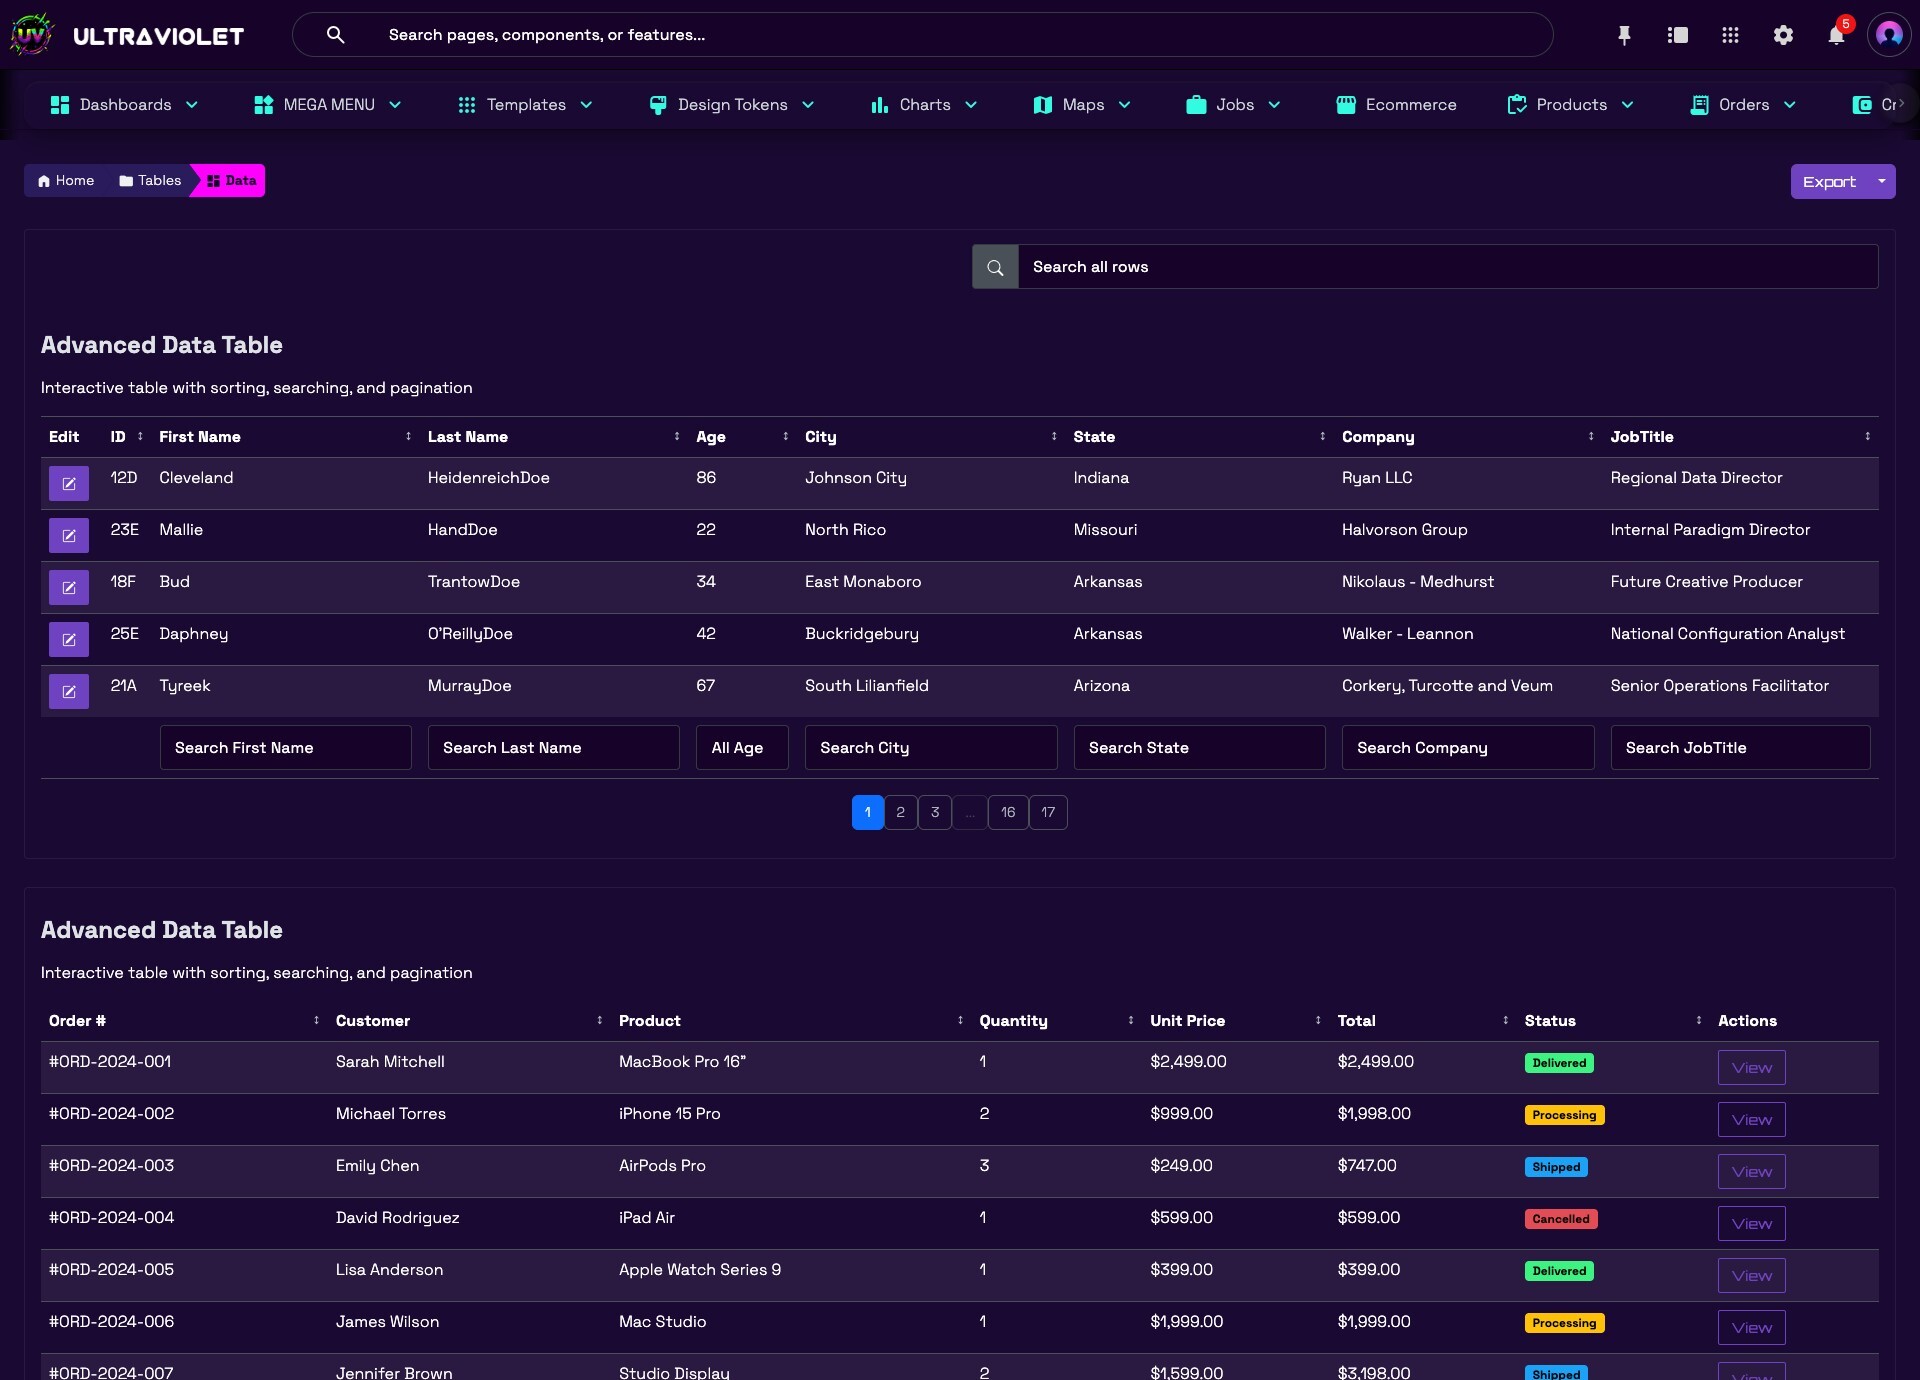 UV ULTRAVIOLET Search pages, components, or features... 5
Dashboards MEGA MENU Templates Design Tokens Charts Maps Jobs Ecommerce Products Orders Cr
Home Tables Data Export
Search all rows
Advanced Data Table
Interactive table with sorting, searching, and pagination
Edit ID First Name Last Name Age City State Company JobTitle
12D Cleveland HeidenreichDoe 86 Johnson City Indiana Ryan LLC Regional Data Director
23E Mallie HandDoe 22 North Rico Missouri Halvorson Group Internal Paradigm Director
18F Bud TrantowDoe 34 East Monaboro Arkansas Nikolaus - Medhurst Future Creative Producer
25E Daphney O'ReillyDoe 42 Buckridgebury Arkansas Walker - Leannon National Configuration Analyst
21A Tyreek MurrayDoe 67 South Lilianfield Arizona Corkery, Turcotte and Veum Senior Operations Facilitator
Search First Name Search Last Name All Age Search City Search State Search Company Search JobTitle
1 2 3 ... 16 17
Advanced Data Table
Interactive table with sorting, searching, and pagination
Order # Customer Product Quantity Unit Price Total Status Actions
#ORD-2024-001 Sarah Mitchell MacBook Pro 16" 1 $2,499.00 $2,499.00 Delivered View
#ORD-2024-002 Michael Torres iPhone 15 Pro 2 $999.00 $1,998.00 Processing View
#ORD-2024-003 Emily Chen AirPods Pro 3 $249.00 $747.00 Shipped View
#ORD-2024-004 David Rodriguez iPad Air 1 $599.00 $599.00 Cancelled View
#ORD-2024-005 Lisa Anderson Apple Watch Series 9 1 $399.00 $399.00 Delivered View
#ORD-2024-006 James Wilson Mac Studio 1 $1,999.00 $1,999.00 Processing View
#ORD-2024-007 Jennifer Brown Studio Display 2 $1,599.00 $3,198.00 Shipped View